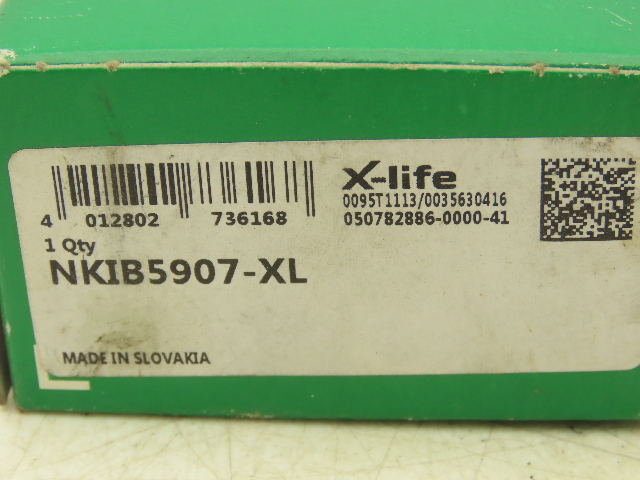 4 012802 736168
X-life
0095T1113/0035630416
050782886-0000-41
1 Qty
NKIB5907-XL
MADE IN SLOVAKIA